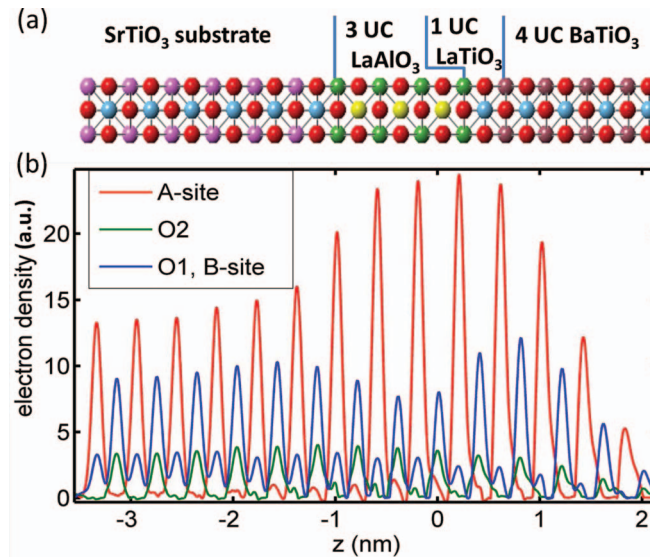 (a)
SrTiO₃ substrate
3 UC
LaAlO₃
1 UC
LaTiO₃
4 UC BaTiO₃
(b)
A-site
O2
O1, B-site
electron density (a.u.)
20
15
10
5
0
-3
-2
-1
0
1
2
z (nm)